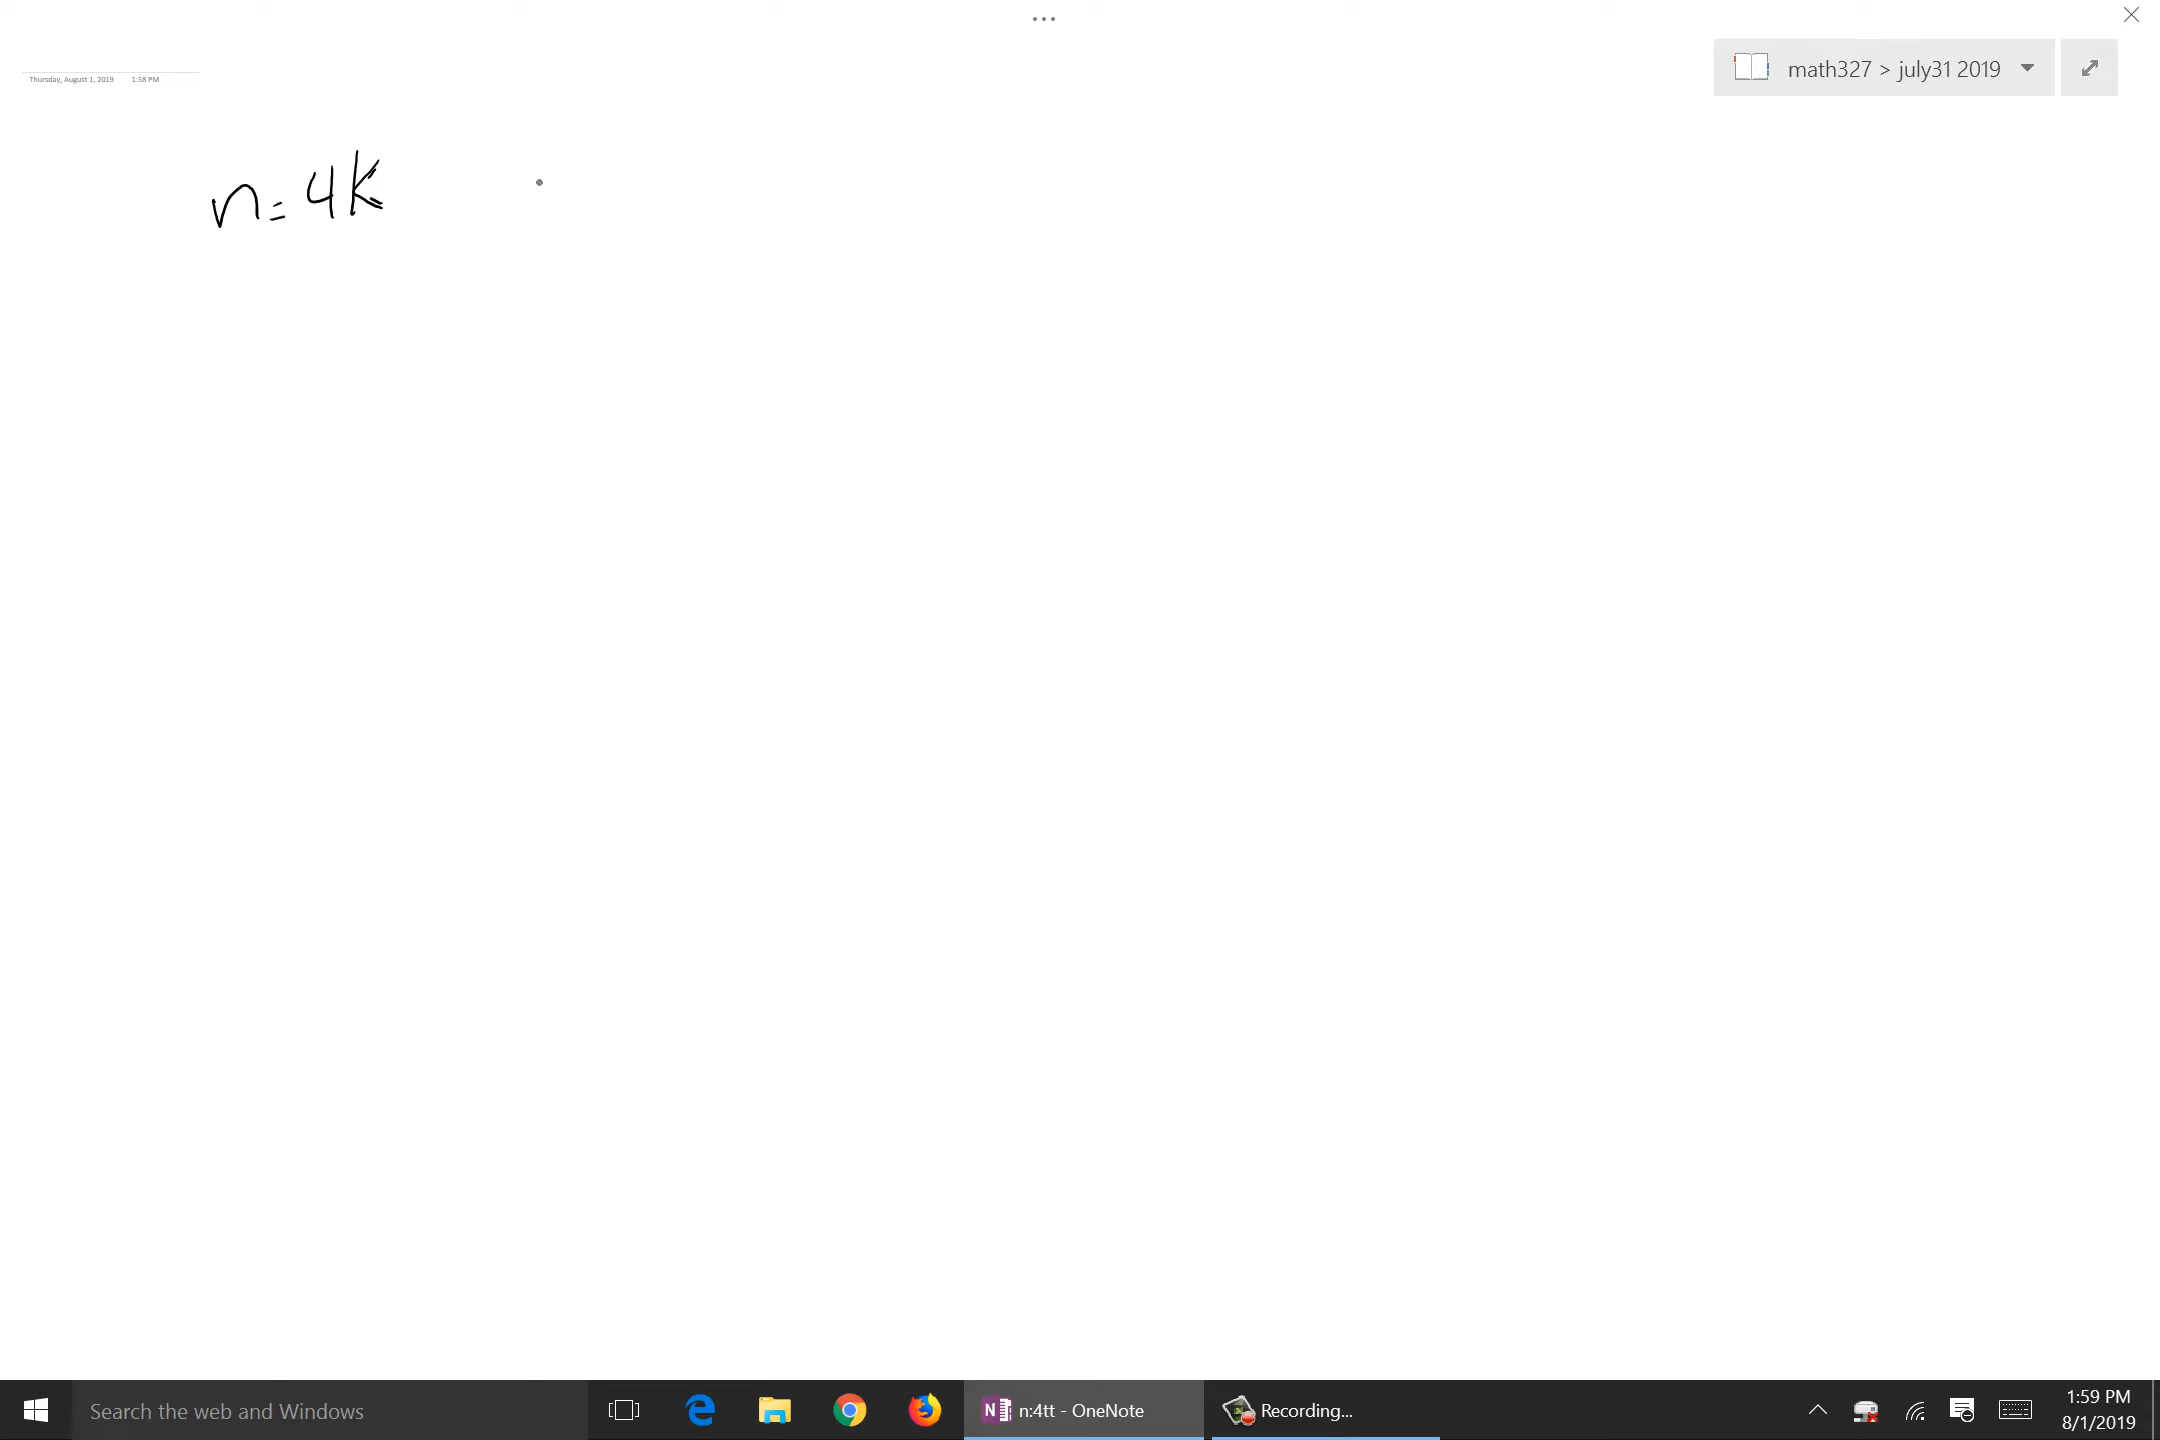 Thursday, August 1, 2019 1:58 PM
math327 > july31 2019
n = 4k
Search the web and Windows
n:4tt - OneNote
Recording...
1:59 PM
8/1/2019